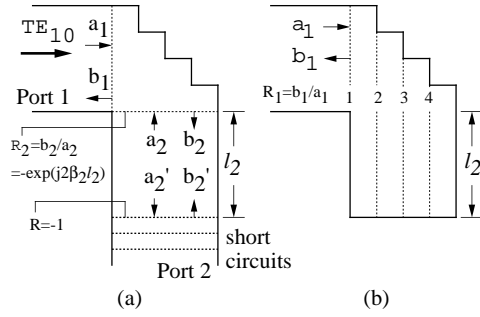 TE10
a1
b1
Port 1
R2=b2/a2
=-exp(j2β2l2)
R=-1
a2
b2
a2'
b2'
l2
short
circuits
Port 2
(a)
a1
b1
R1=b1/a1
1
2
3
4
l2
(b)